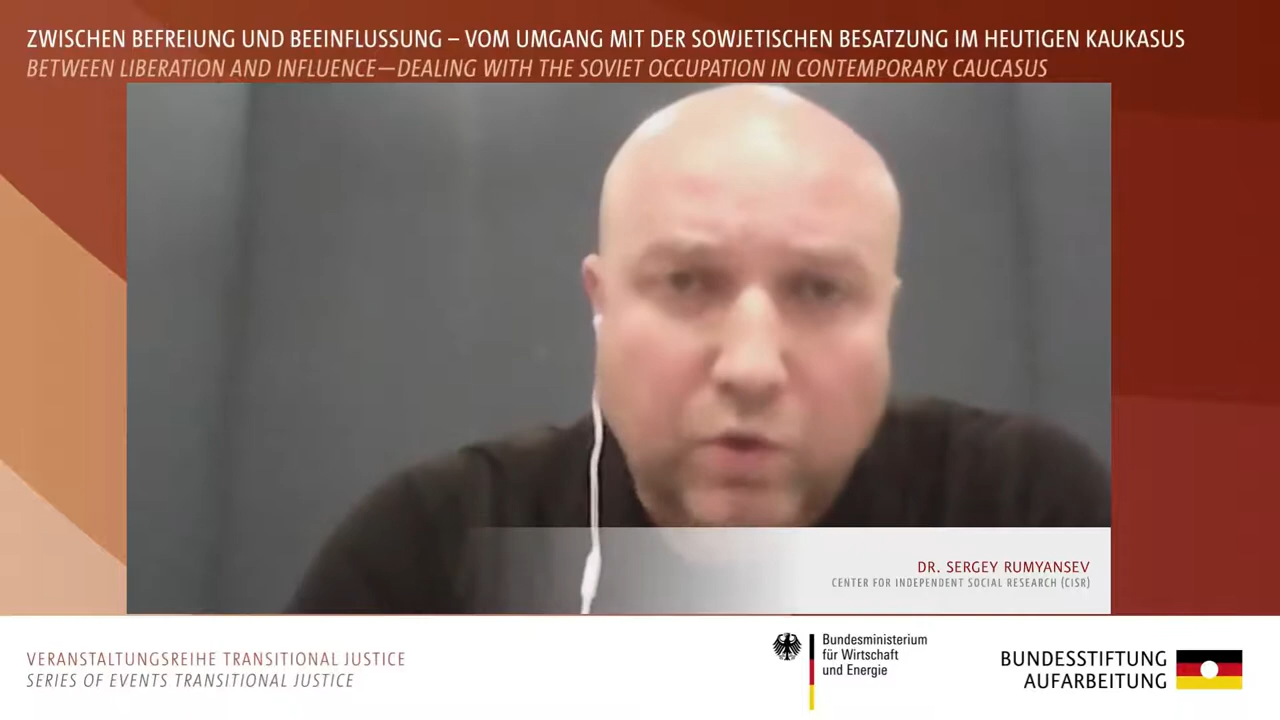 ZWISCHEN BEFREIUNG UND BEEINFLUSSUNG – VOM UMGANG MIT DER SOWJETISCHEN BESATZUNG IM HEUTIGEN KAUKASUS
BETWEEN LIBERATION AND INFLUENCE—DEALING WITH THE SOVIET OCCUPATION IN CONTEMPORARY CAUCASUS
DR. SERGEY RUMYANSEV
CENTER FOR INDEPENDENT SOCIAL RESEARCH (CISR)
VERANSTALTUNGSREIHE TRANSITIONAL JUSTICE
SERIES OF EVENTS TRANSITIONAL JUSTICE
Bundesministerium
für Wirtschaft
und Energie
BUNDESSTIFTUNG
AUFARBEITUNG